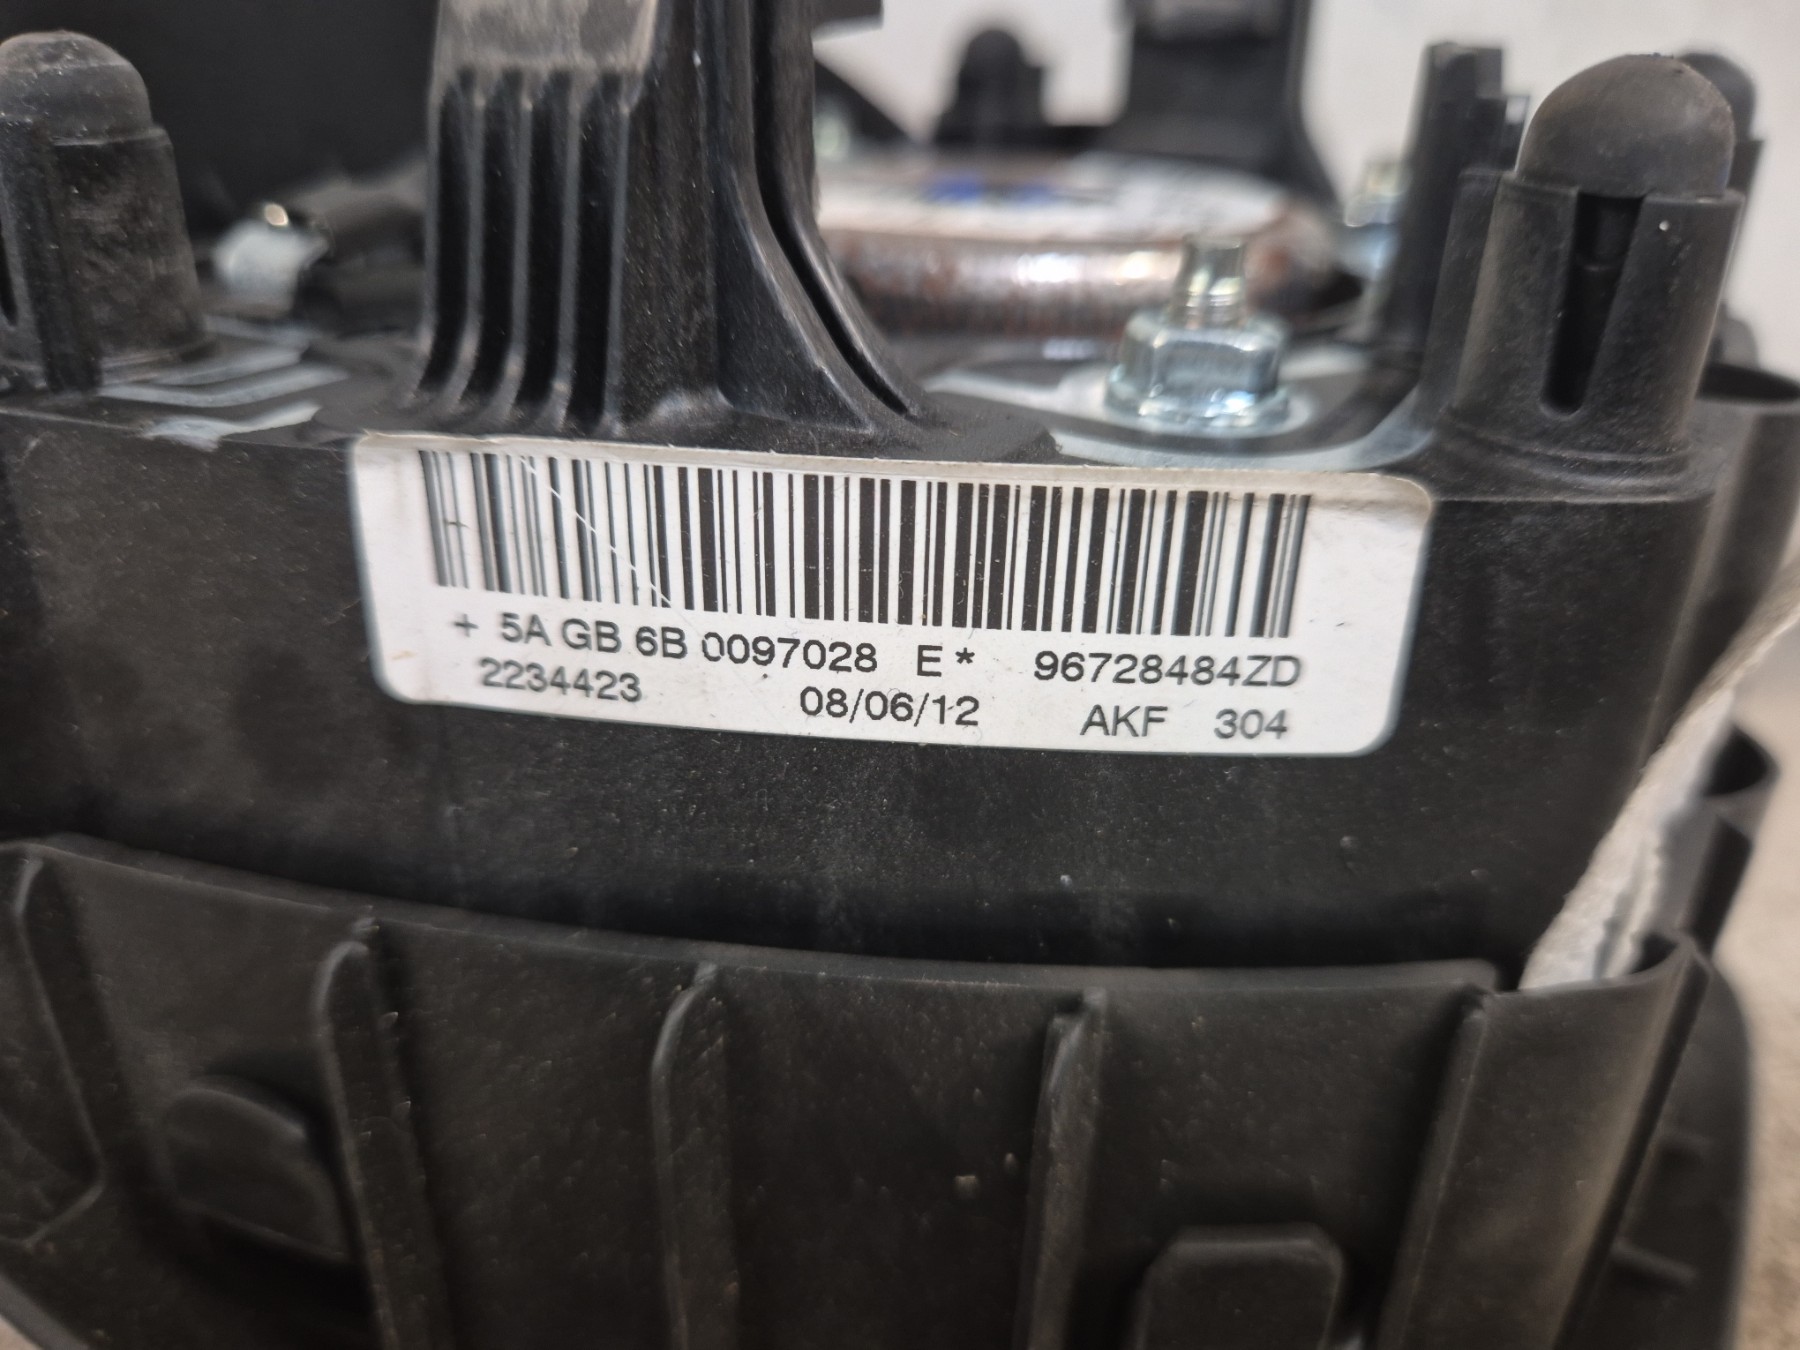 + 5A GB 6B 0097028 E* 96728484ZD
2234423 08/06/12 AKF 304